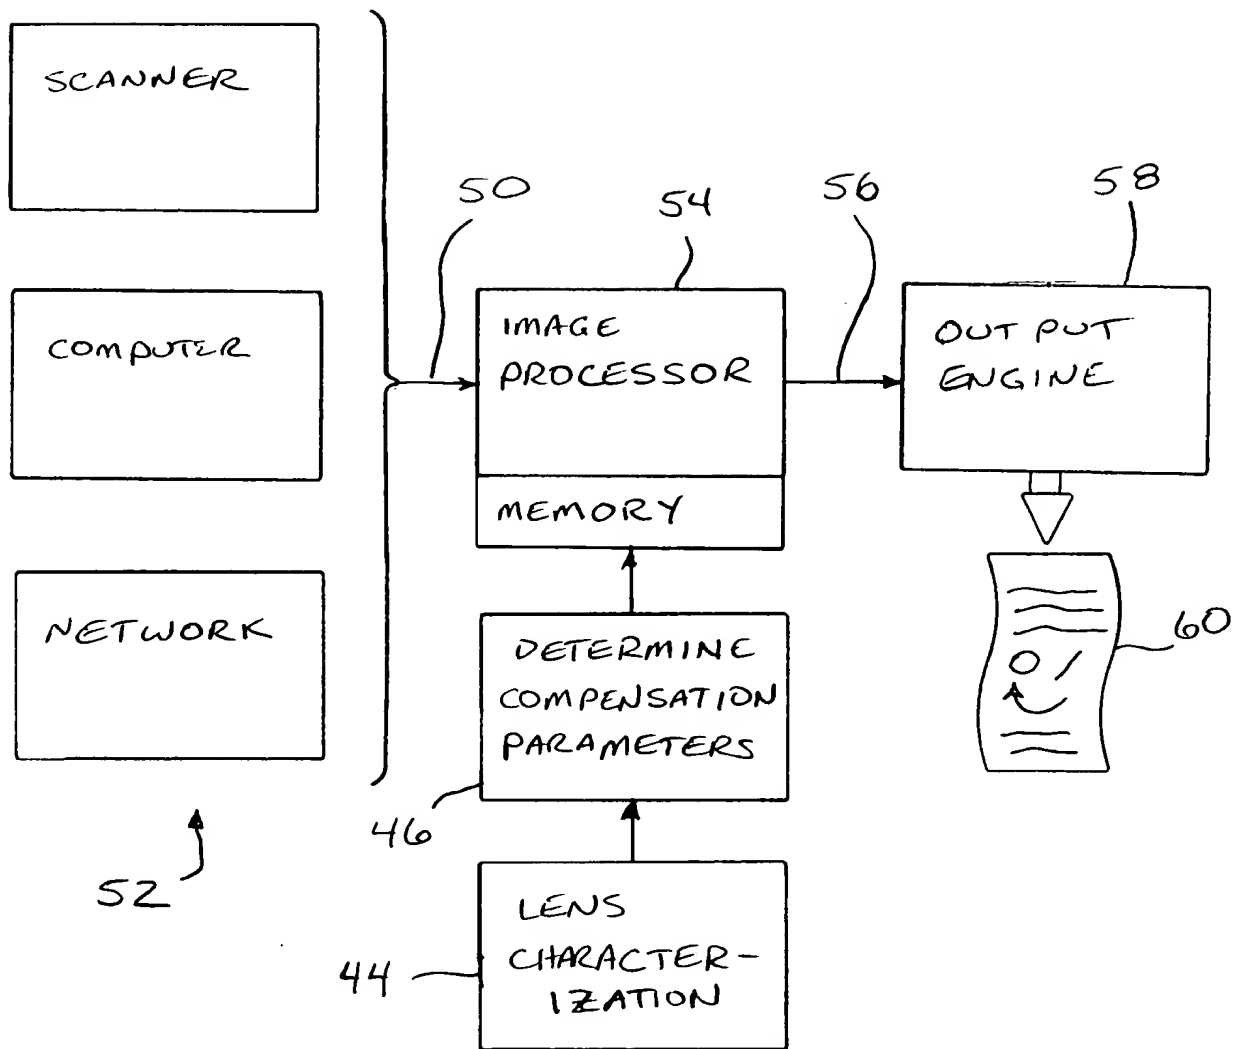 SCANNER
COMPUTER
NETWORK
52
50
54
IMAGE
PROCESSOR
MEMORY
56
58
OUTPUT
ENGINE
60
DETERMINE
COMPENSATION
PARAMETERS
46
LENS
CHARACTER-
IZATION
44